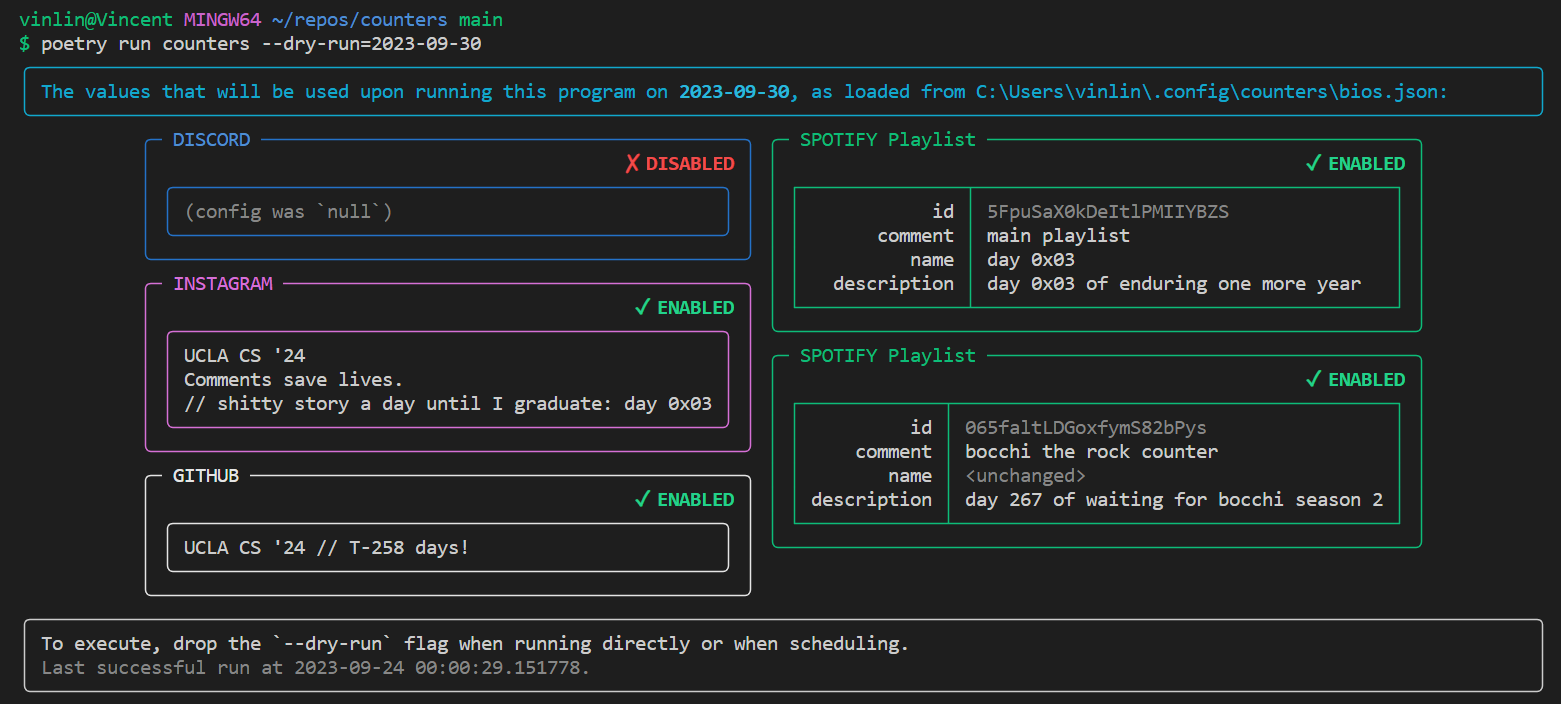 vinlin@Vincent MINGW64 ~/repos/counters main
$ poetry run counters --dry-run=2023-09-30
The values that will be used upon running this program on 2023-09-30, as loaded from C:\Users\vinlin\.config\counters\bios.json:
DISCORD
✗ DISABLED
(config was `null`)
INSTAGRAM
✓ ENABLED
UCLA CS '24
Comments save lives.
// shitty story a day until I graduate: day 0x03
GITHUB
✓ ENABLED
UCLA CS '24 // T-258 days!
SPOTIFY Playlist
✓ ENABLED
id 5FpuSaX0kDeItlPMIIYBZS
comment main playlist
name day 0x03
description day 0x03 of enduring one more year
SPOTIFY Playlist
✓ ENABLED
id 065faltLDGoxfymS82bPys
comment bocchi the rock counter
name <unchanged>
description day 267 of waiting for bocchi season 2
To execute, drop the `--dry-run` flag when running directly or when scheduling.
Last successful run at 2023-09-24 00:00:29.151778.